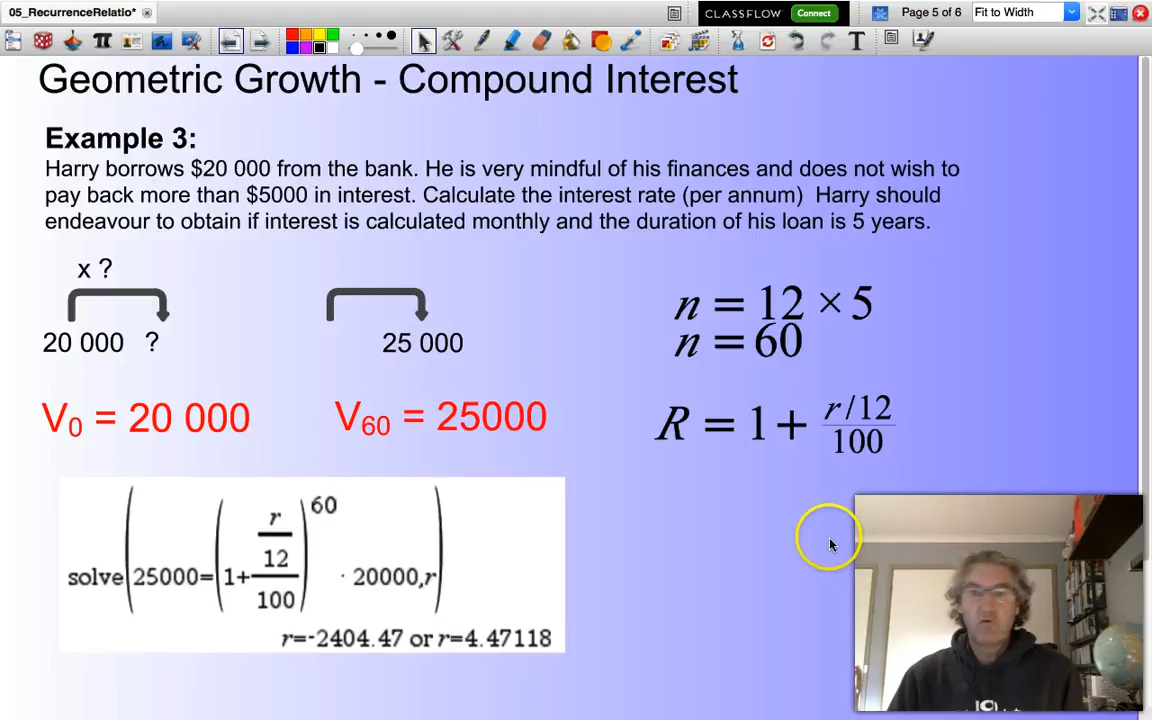 05_RecurrenceRelatio*
CLASSFLOW Connect
Page 5 of 6
Fit to Width
Geometric Growth - Compound Interest
Example 3:
Harry borrows $20 000 from the bank. He is very mindful of his finances and does not wish to
pay back more than $5000 in interest. Calculate the interest rate (per annum) Harry should
endeavour to obtain if interest is calculated monthly and the duration of his loan is 5 years.
x ?
20 000 ?
25 000
n = 12 × 5
n = 60
V₀ = 20 000
V₆₀ = 25000
R = 1 + (r/12)/100
solve(25000=(1+(r/12)/100)^60 · 20000,r)
r=-2404.47 or r=4.47118